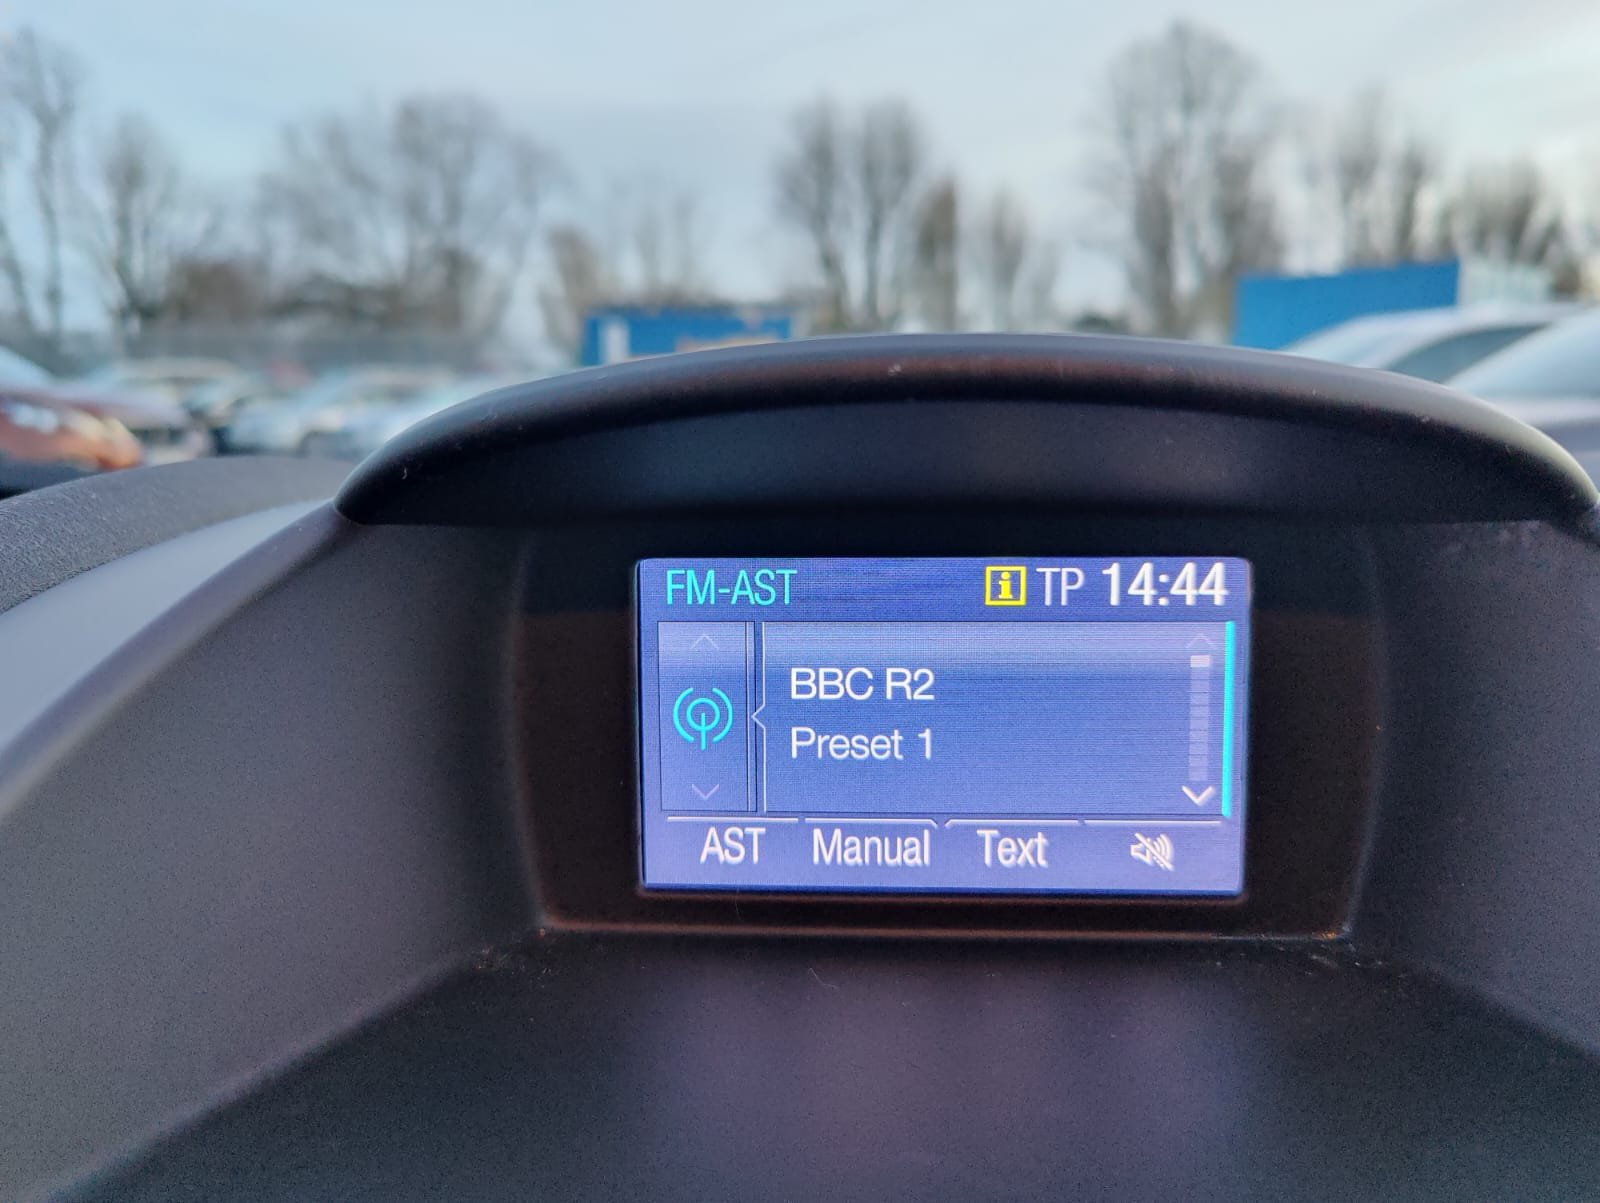 FM-AST i TP 14:44
BBC R2
Preset 1
AST Manual Text